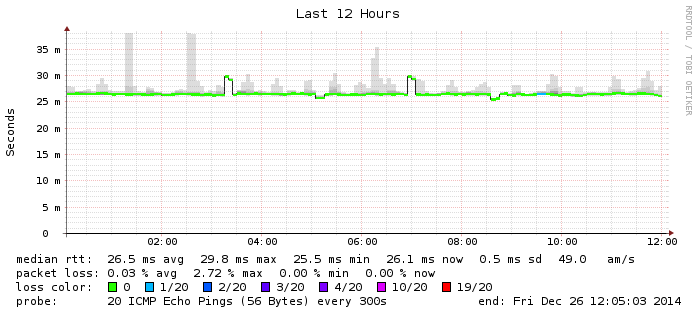 Last 12 Hours
RRDTOOL / TOBI OETIKER
Seconds
35 m
30 m
25 m
20 m
15 m
10 m
5 m
0
02:00 04:00 06:00 08:00 10:00 12:00
median rtt: 26.5 ms avg 29.8 ms max 25.5 ms min 26.1 ms now 0.5 ms sd 49.0 am/s
packet loss: 0.03 % avg 2.72 % max 0.00 % min 0.00 % now
loss color: 0 1/20 2/20 3/20 4/20 10/20 19/20
probe: 20 ICMP Echo Pings (56 Bytes) every 300s end: Fri Dec 26 12:05:03 2014